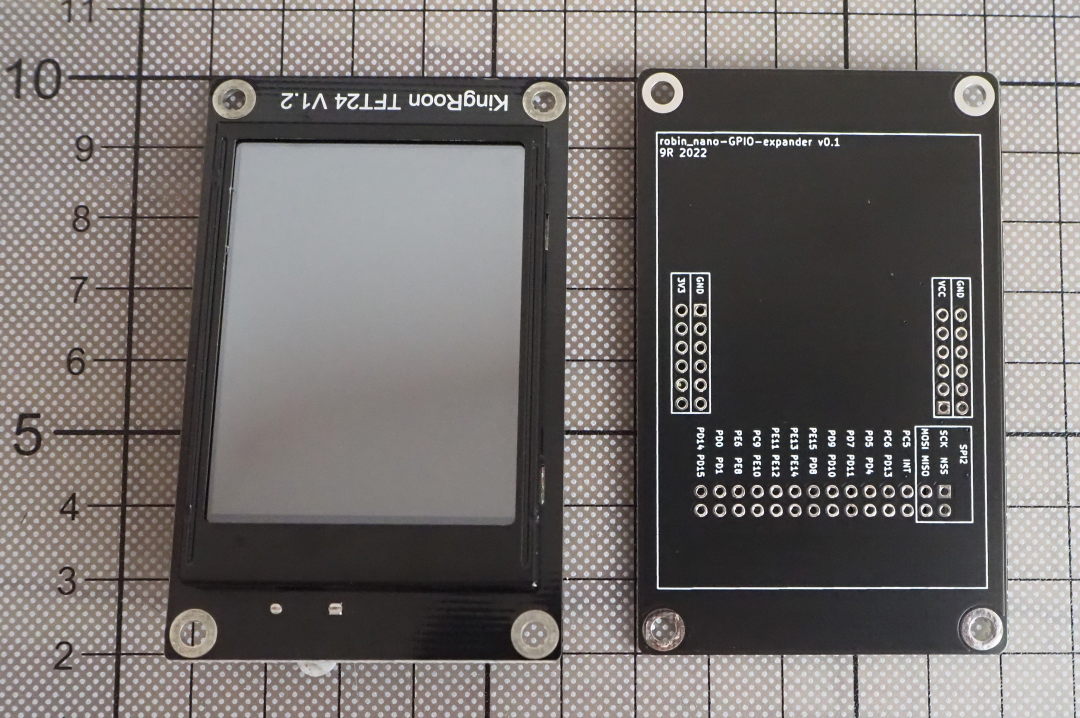 11
10
9
8
7
6
5
4
3
2
KingRoon TFT24 V1.2
robin_nano-GPIO-expander v0.1
9R 2022
3V3 GND
VCC GND
SPI2
SCK NSS
MOSI MISO
PC5 INT
PC6 PD13
PD5 PD4
PD7 PD11
PD9 PD10
PE15 PD8
PE13 PE14
PE11 PE12
PC9 PE10
PE6 PE8
PD0 PD1
PD14 PD15